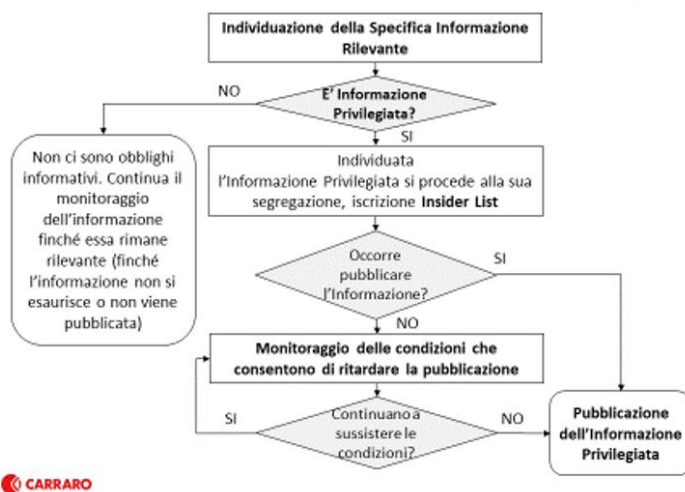 Individuazione della Specifica Informazione
Rilevante
NO
E' Informazione
Privilegiata?
SI
Non ci sono obblighi
informativi. Continua il
monitoraggio
dell'informazione
finché essa rimane
rilevante (finché
l'informazione non si
esaurisce o non viene
pubblicata)
Individuata
l'Informazione Privilegiata si procede alla sua
segregazione, iscrizione Insider List
Occorre
pubblicare
l'Informazione?
SI
NO
Monitoraggio delle condizioni che
consentono di ritardare la pubblicazione
SI
Continuano a
sussistere le
condizioni?
NO
Pubblicazione
dell'Informazione
Privilegiata
CARRARO